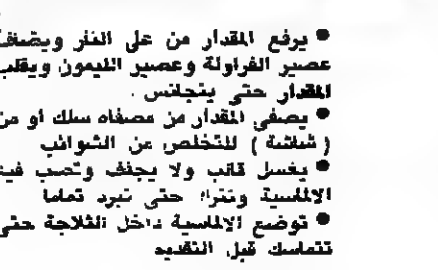 ● يرفع المقدار من على النار ويضاف
عصير الفراولة وعصير الليمون ويقلب
المقدار حتى يتجانس .
● يصفى المقدار من مصفاه سلك أو من
( شاشة ) للتخلص من الشوائب
● يغسل قالب ولا يجفف وتصب فيه
الالماسية وتترك حتى تبرد تماما
● توضع الالماسية داخل الثلاجة حتى
تتماسك قبل التقديم